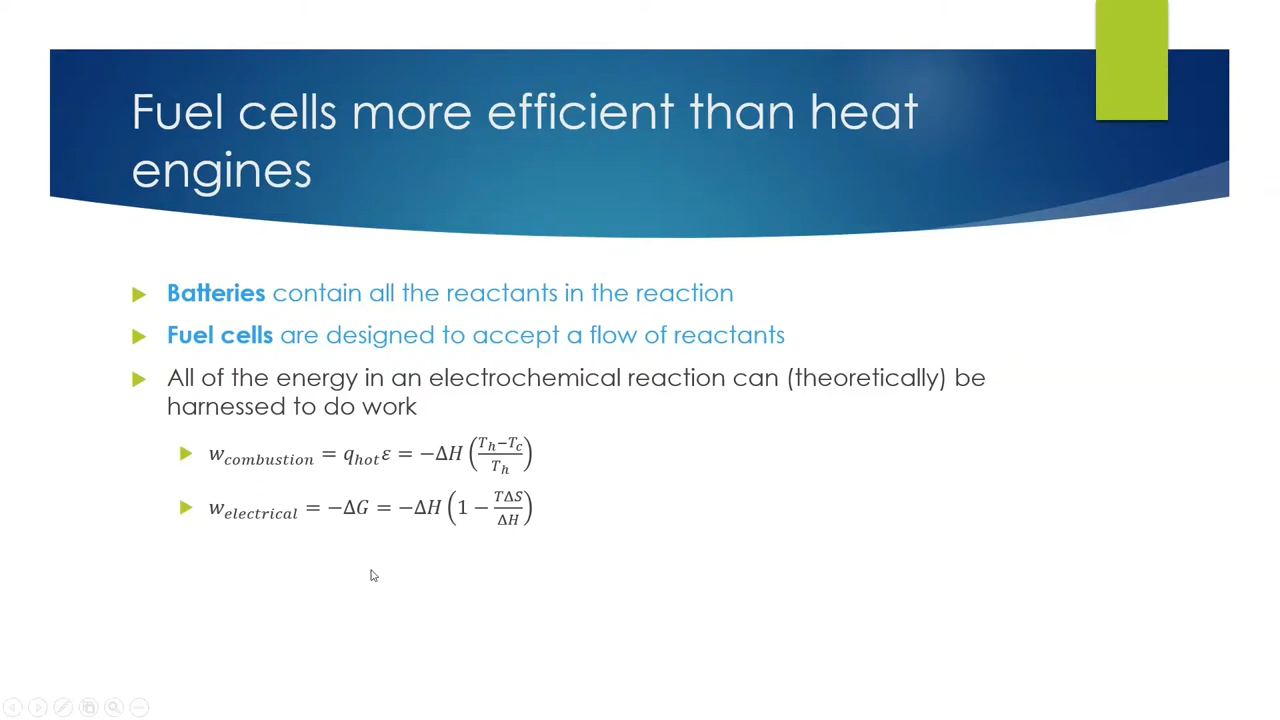 Fuel cells more efficient than heat
engines
Batteries contain all the reactants in the reaction
Fuel cells are designed to accept a flow of reactants
All of the energy in an electrochemical reaction can (theoretically) be
harnessed to do work
w_combustion = q_hot ε = −ΔH ((T_h−T_c)/T_h)
w_electrical = −ΔG = −ΔH (1 − TΔS/ΔH)